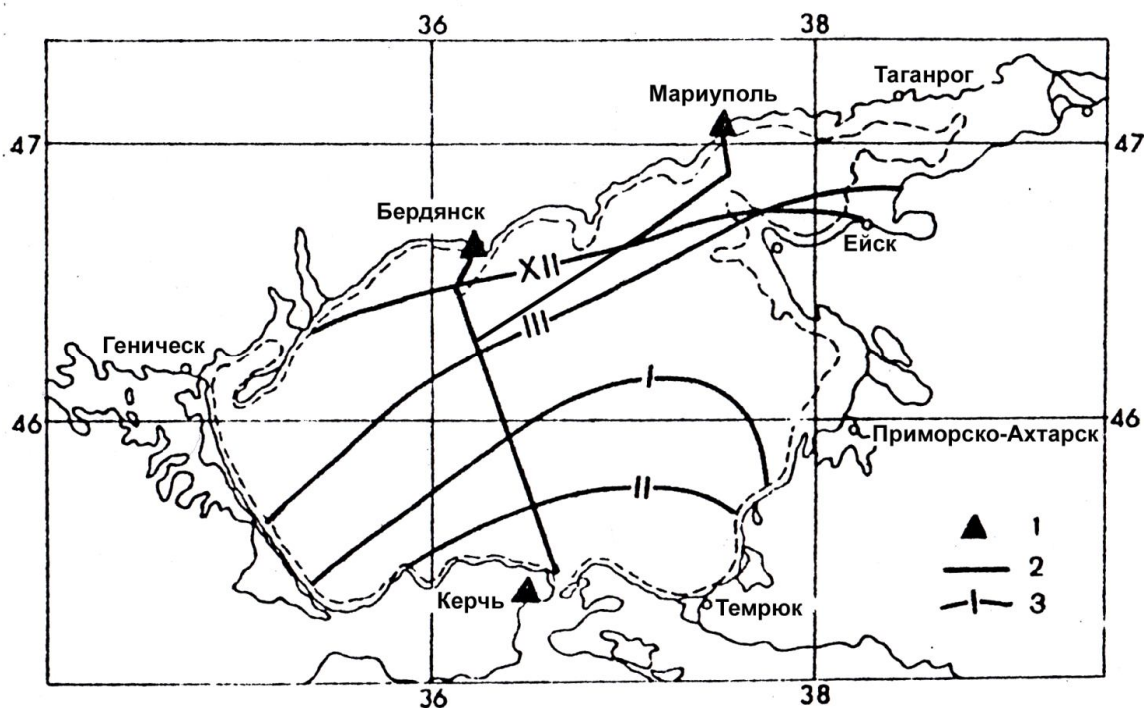 36 38
Таганрог
Мариуполь
47 47
Бердянск
Ейск
XII
III
Геническ
I
46 46
Приморско-Ахтарск
II
1
2
Керчь
I 3
Темрюк
36 38